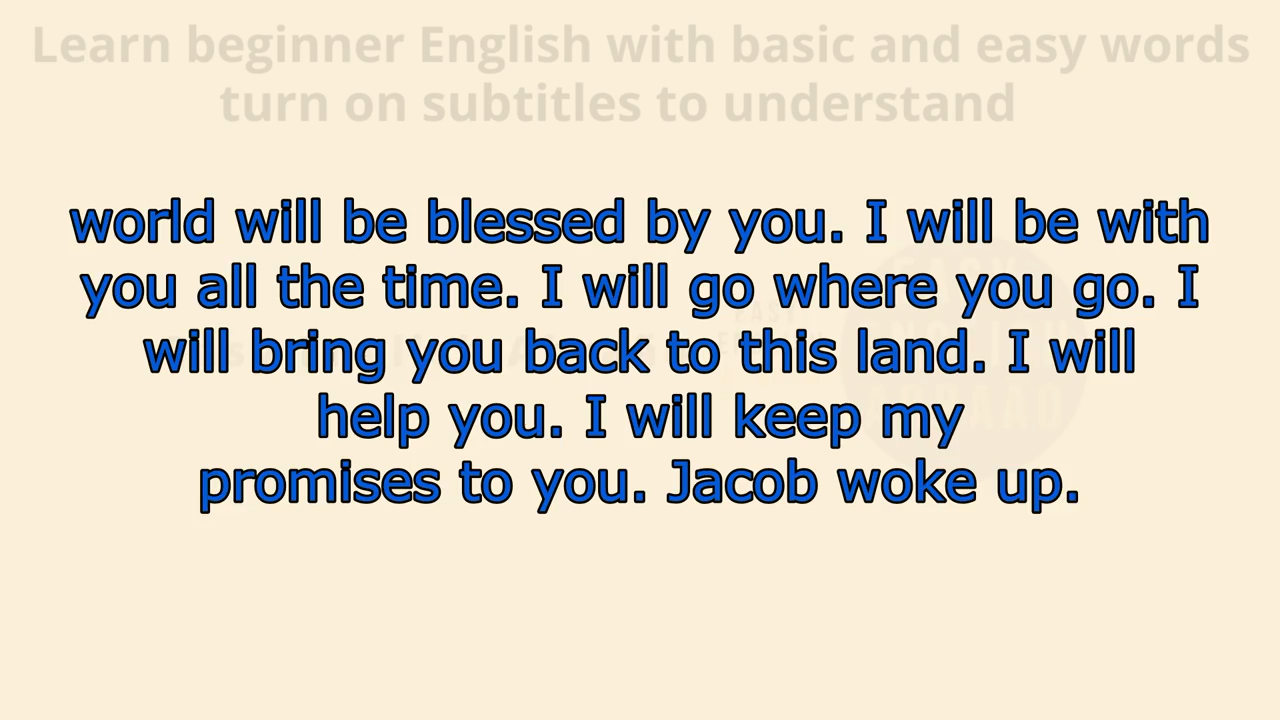 Learn beginner English with basic and easy words
turn on subtitles to understand
world will be blessed by you. I will be with
you all the time. I will go where you go. I
will bring you back to this land. I will
help you. I will keep my
promises to you. Jacob woke up.